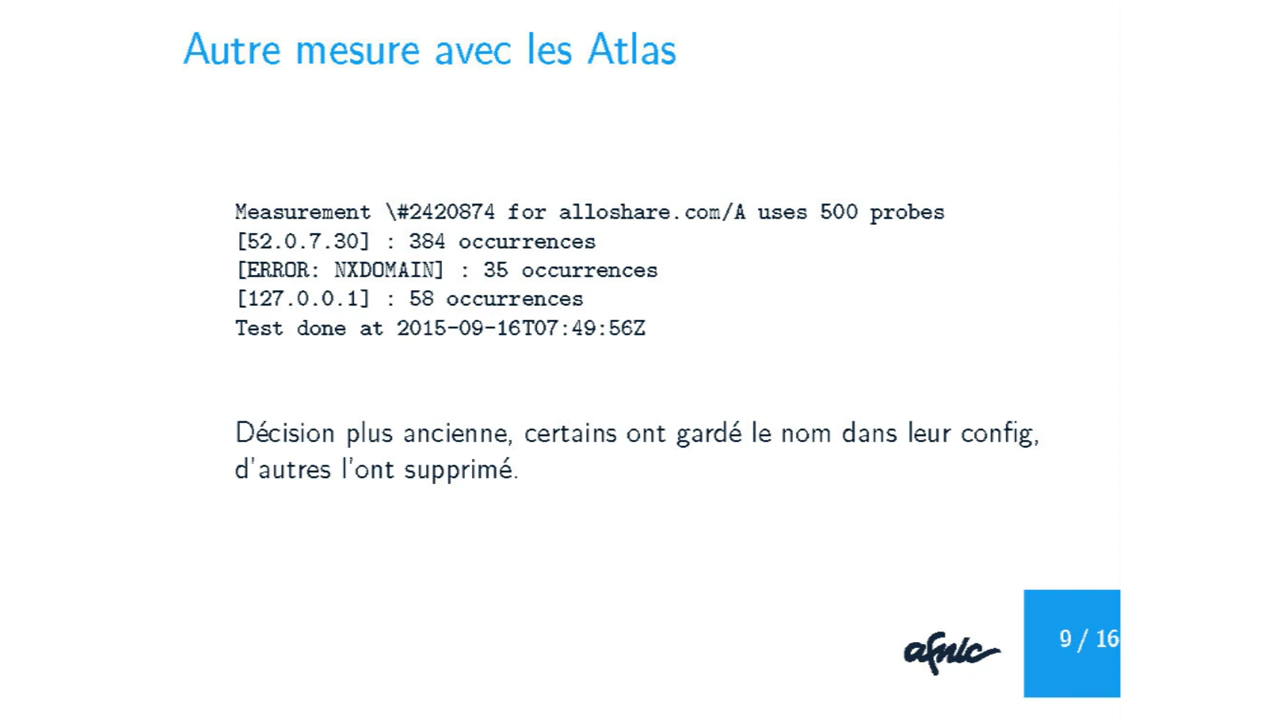 Autre mesure avec les Atlas
Measurement \#2420874 for alloshare.com/A uses 500 probes
[52.0.7.30] : 384 occurrences
[ERROR: NXDOMAIN] : 35 occurrences
[127.0.0.1] : 58 occurrences
Test done at 2015-09-16T07:49:56Z
Décision plus ancienne, certains ont gardé le nom dans leur config,
d'autres l'ont supprimé.
afnic
9 / 16